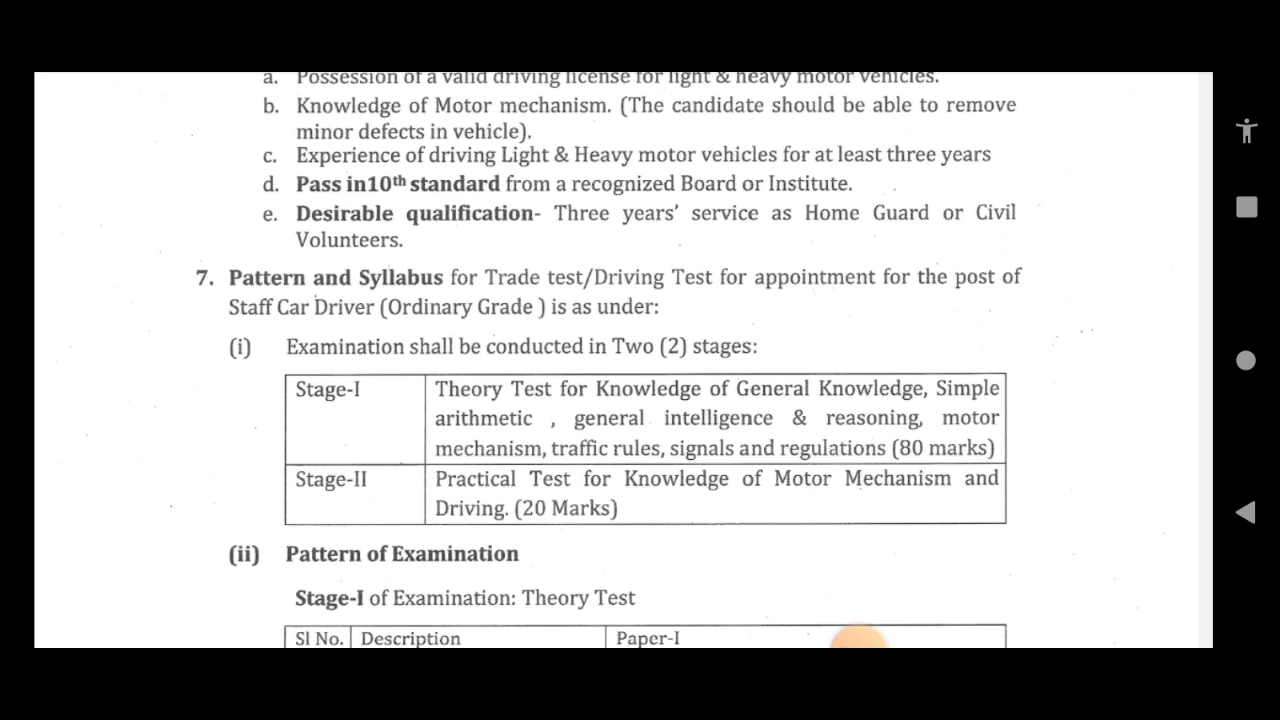 a. Possession of a valid driving license for light & heavy motor vehicles.
b. Knowledge of Motor mechanism. (The candidate should be able to remove
minor defects in vehicle).
c. Experience of driving Light & Heavy motor vehicles for at least three years
d. Pass in10th standard from a recognized Board or Institute.
e. Desirable qualification- Three years' service as Home Guard or Civil
Volunteers.
7. Pattern and Syllabus for Trade test/Driving Test for appointment for the post of
Staff Car Driver (Ordinary Grade ) is as under:
(i) Examination shall be conducted in Two (2) stages:
Stage-I Theory Test for Knowledge of General Knowledge, Simple
arithmetic , general intelligence & reasoning, motor
mechanism, traffic rules, signals and regulations (80 marks)
Stage-II Practical Test for Knowledge of Motor Mechanism and
Driving. (20 Marks)
(ii) Pattern of Examination
Stage-I of Examination: Theory Test
Sl No. Description Paper-I